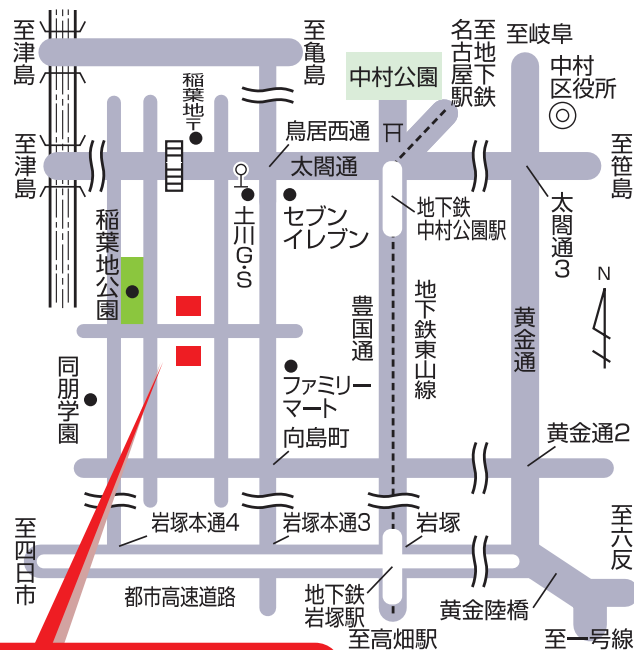 至津島
至亀島
至地下鉄
名古屋駅
至岐阜
中村
区役所
中村公園
稲葉地〒
鳥居西通
太閤通
至津島
至笹島
地下鉄
中村公園駅
太閤通3
稲葉地公園
土川G・S
セブン
イレブン
N
豊国通
地下鉄東山線
黄金通
同朋学園
ファミリー
マート
向島町
黄金通2
岩塚本通4
岩塚本通3
岩塚
至四日市
至六反
都市高速道路
地下鉄
岩塚駅
黄金陸橋
至高畑駅
至一号線